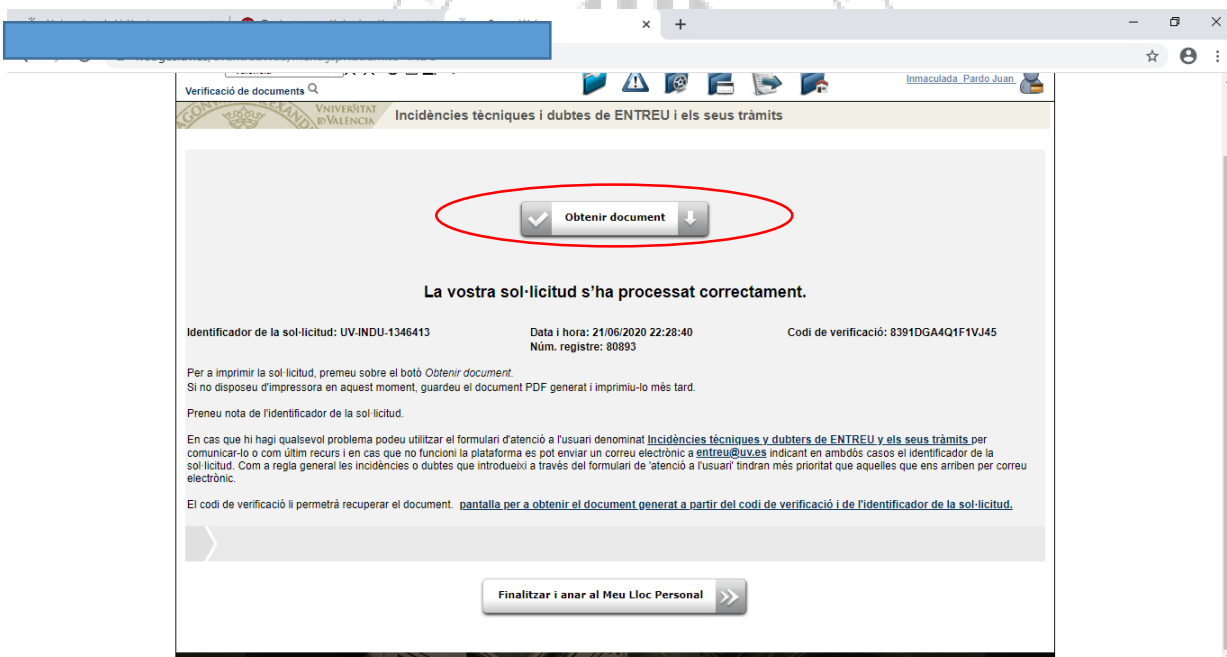 Inmaculada Pardo Juan
Verificació de documents
VNIVERSITAT
IDVALÈNCIA
Incidències tècniques i dubtes de ENTREU i els seus tràmits
Obtenir document
La vostra sol·licitud s'ha processat correctament.
Identificador de la sol·licitud: UV-INDU-1346413
Data i hora: 21/06/2020 22:28:40
Codi de verificació: 8391DGA4Q1F1VJ45
Núm. registre: 80893
Per a imprimir la sol·licitud, premeu sobre el botó Obtenir document.
Si no disposeu d'impressora en aquest moment, guardeu el document PDF generat i imprimiu-lo més tard.
Preneu nota de l'identificador de la sol·licitud.
En cas que hi hagi qualsevol problema podeu utilitzar el formulari d'atenció a l'usuari denominat Incidències técniques y dubters de ENTREU y els seus tràmits per
comunicar-lo o com últim recurs i en cas que no funcioni la plataforma es pot enviar un correu electrònic a entreu@uv.es indicant en ambdós casos el identificador de la
sol·licitud. Com a regla general les incidències o dubtes que introdueixi a través del formulari de 'atenció a l'usuari' tindran més prioritat que aquelles que ens arriben per correu
electrònic.
El codi de verificació li permetrà recuperar el document. pantalla per a obtenir el document generat a partir del codi de verificació i de l'identificador de la sol·licitud.
Finalitzar i anar al Meu Lloc Personal